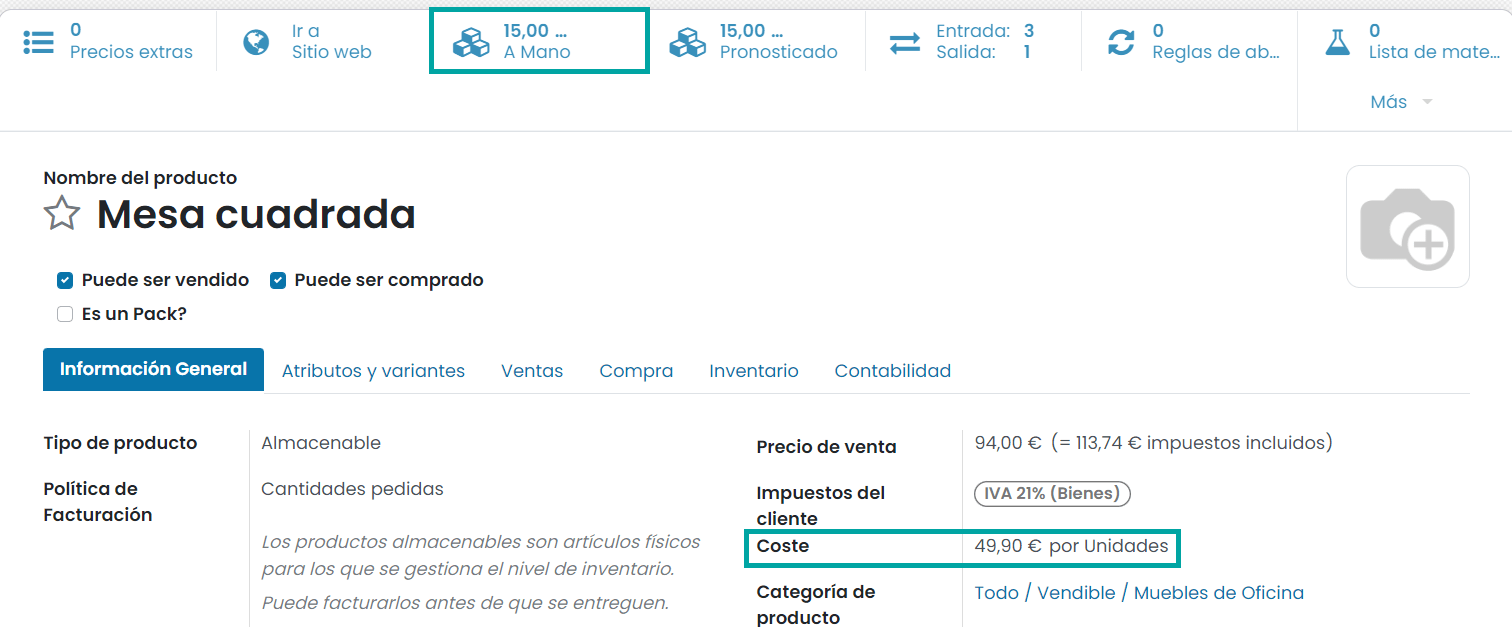 0
Precios extras
Ir a
Sitio web
15,00 ...
A Mano
15,00 ...
Pronosticado
Entrada: 3
Salida: 1
0
Reglas de ab...
0
Lista de mate...
Más
Nombre del producto
Mesa cuadrada
Puede ser vendido Puede ser comprado
Es un Pack?
Información General Atributos y variantes Ventas Compra Inventario Contabilidad
Tipo de producto Almacenable
Política de
Facturación
Cantidades pedidas
Los productos almacenables son artículos físicos
para los que se gestiona el nivel de inventario.
Puede facturarlos antes de que se entreguen.
Precio de venta 94,00 € (= 113,74 € impuestos incluidos)
Impuestos del
cliente
IVA 21% (Bienes)
Coste 49,90 € por Unidades
Categoría de
producto
Todo / Vendible / Muebles de Oficina